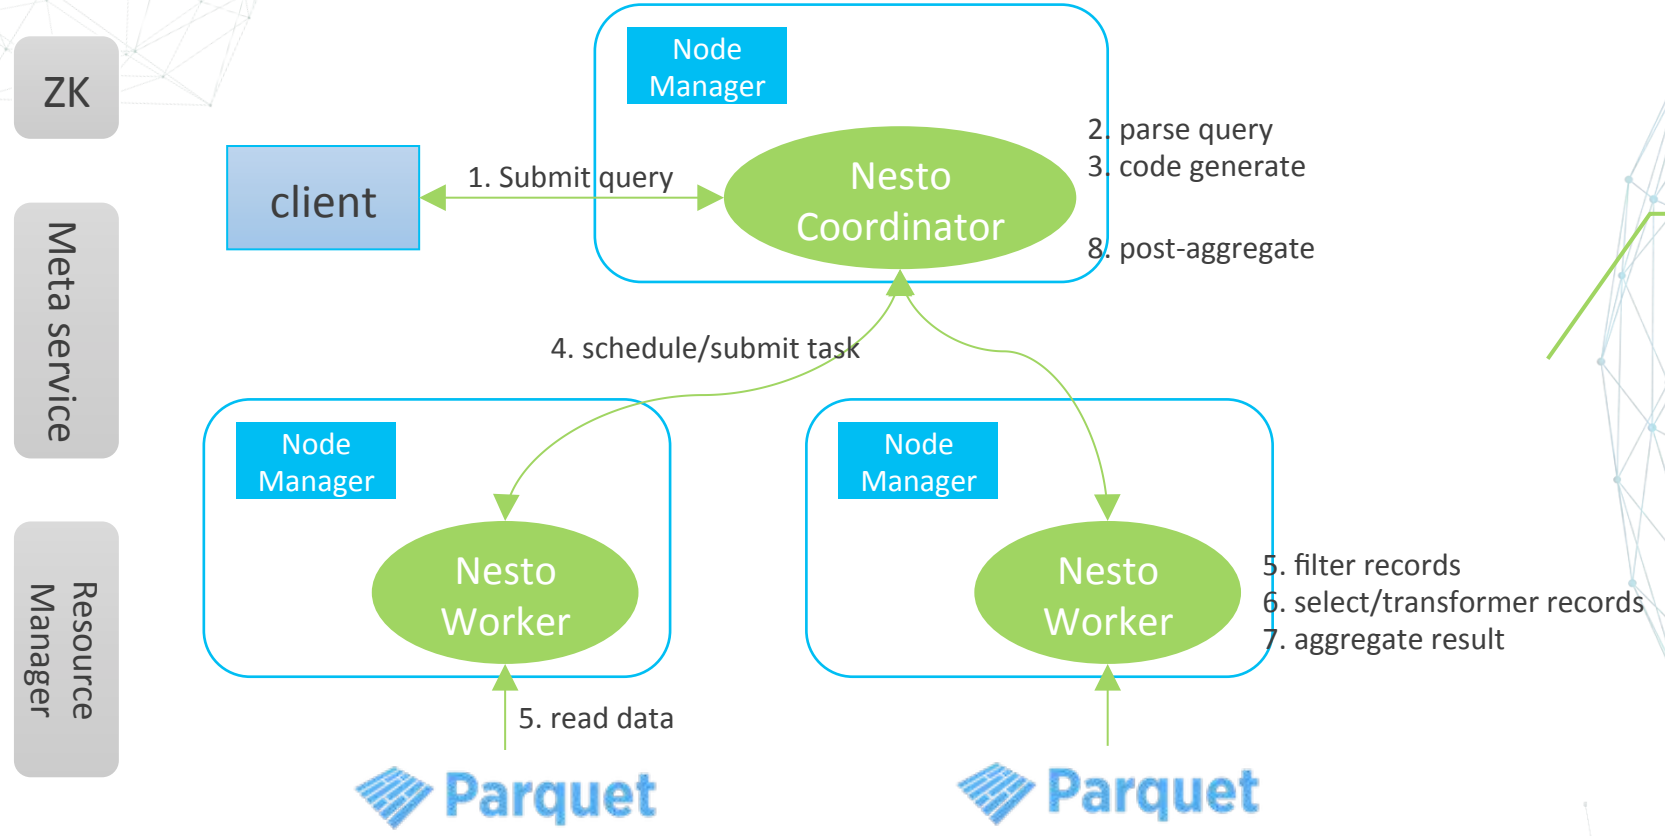 ZK
Meta service
Resource
Manager
Node
Manager
client
1. Submit query
Nesto
Coordinator
2. parse query
3. code generate
8. post-aggregate
4. schedule/submit task
Node
Manager
Nesto
Worker
5. read data
Parquet
Node
Manager
Nesto
Worker
5. filter records
6. select/transformer records
7. aggregate result
Parquet